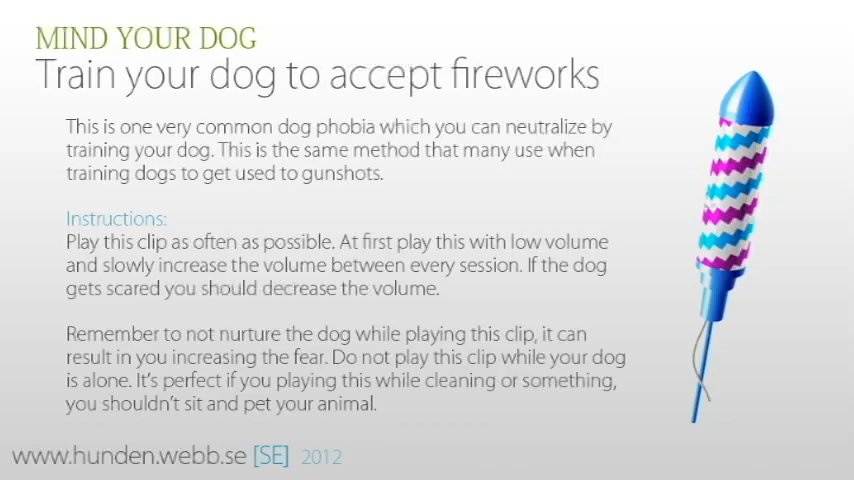 MIND YOUR DOG
Train your dog to accept fireworks
This is one very common dog phobia which you can neutralize by
training your dog. This is the same method that many use when
training dogs to get used to gunshots.
Instructions:
Play this clip as often as possible. At first play this with low volume
and slowly increase the volume between every session. If the dog
gets scared you should decrease the volume.
Remember to not nurture the dog while playing this clip, it can
result in you increasing the fear. Do not play this clip while your dog
is alone. It's perfect if you playing this while cleaning or something,
you shouldn't sit and pet your animal.
www.hunden.webb.se [SE] 2012